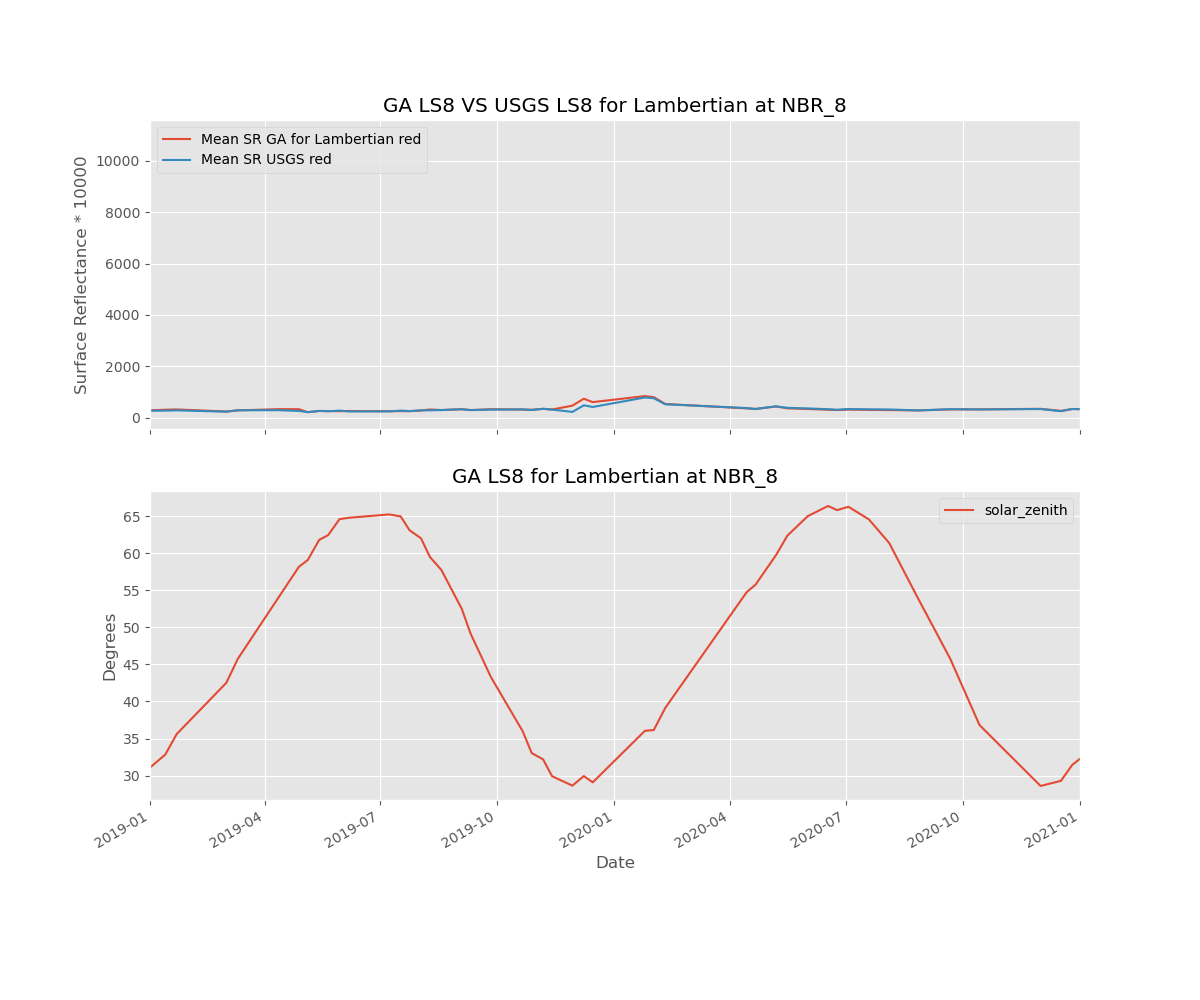 GA LS8 VS USGS LS8 for Lambertian at NBR_8
Mean SR GA for Lambertian red
Mean SR USGS red
Surface Reflectance * 10000
10000
8000
6000
4000
2000
0
GA LS8 for Lambertian at NBR_8
solar_zenith
Degrees
65
60
55
50
45
40
35
30
2019-01
2019-04
2019-07
2019-10
2020-01
2020-04
2020-07
2020-10
2021-01
Date